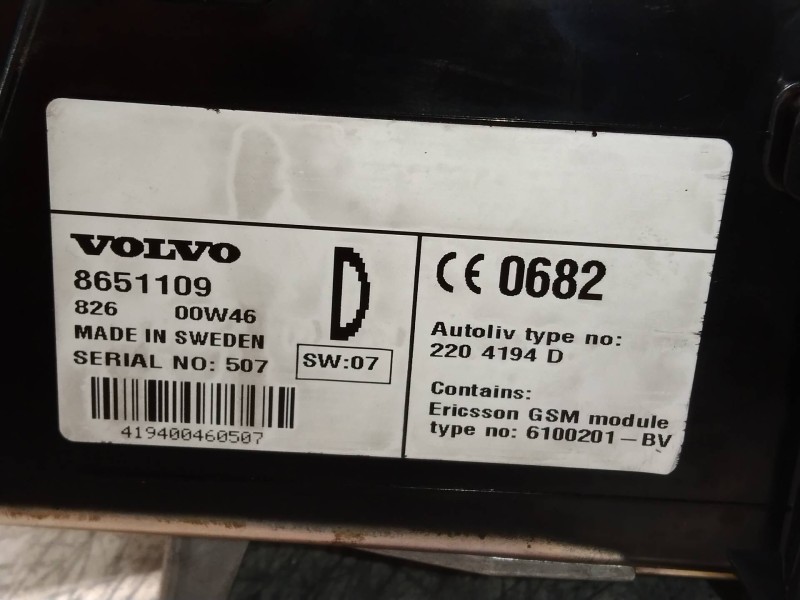 VOLVO
8651109
826 00W46
MADE IN SWEDEN
SERIAL NO: 507
D
SW:07
419400460507
CE 0682
Autoliv type no:
220 4194 D
Contains:
Ericsson GSM module
type no: 6100201-BV